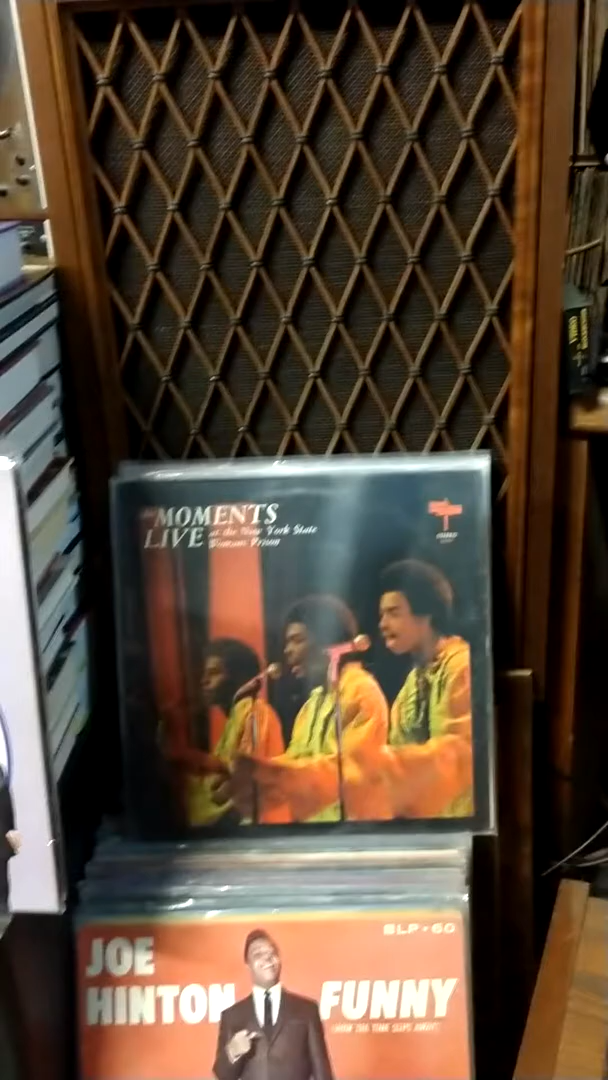 MOMENTS
LIVE at the New York State
Womans Prison
STEREO
SLP-60
JOE
HINTON
FUNNY
(HOW THE TIME SLIPS AWAY)